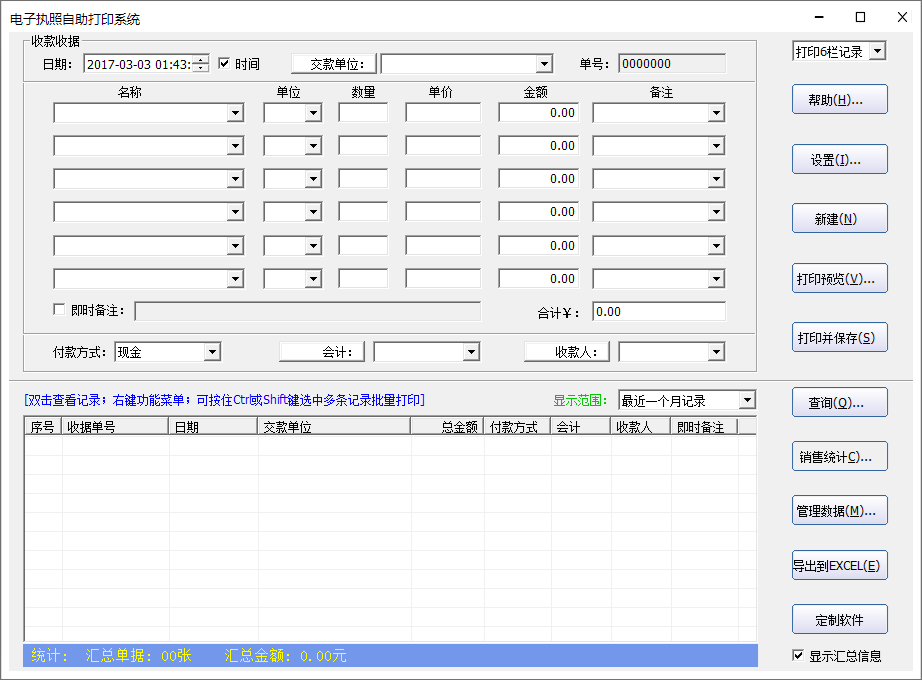 电子执照自助打印系统
收款收据
日期： 2017-03-03 01:43: 时间 交款单位： 单号： 0000000 打印6栏记录
名称 单位 数量 单价 金额 备注
0.00 帮助(H)...
0.00 设置(I)...
0.00
0.00 新建(N)
0.00
0.00 打印预览(V)...
即时备注： 合计￥： 0.00
打印并保存(S)
付款方式： 现金 会计： 收款人：
[双击查看记录；右键功能菜单；可按住Ctrl或Shift键选中多条记录批量打印] 显示范围： 最近一个月记录 查询(Q)...
序号 收据单号 日期 交款单位 总金额 付款方式 会计 收款人 即时备注
销售统计C)...
管理数据(M)...
导出到EXCEL(E)
定制软件
统计： 汇总单据：00张 汇总金额：0.00元 显示汇总信息